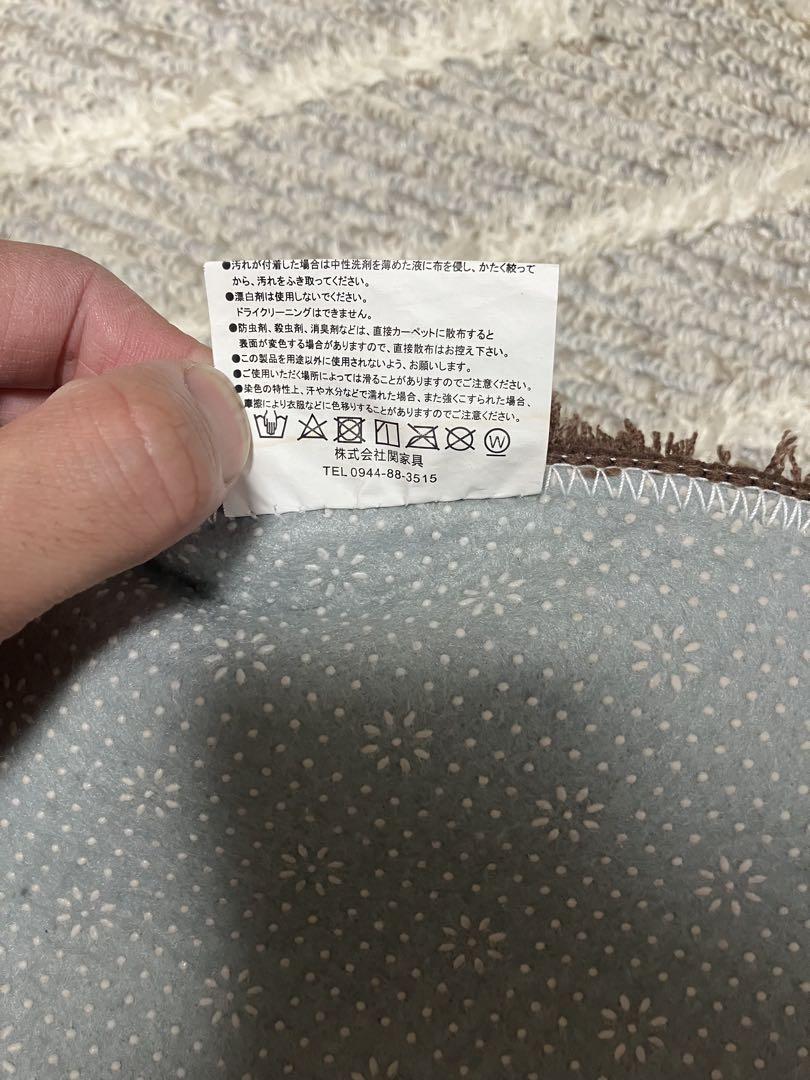 ●汚れが付着した場合は中性洗剤を薄めた液に布を侵し、かたく絞って
から、汚れをふき取ってください。
●漂白剤は使用しないでください。
ドライクリーニングはできません。
●防虫剤、殺虫剤、消臭剤などは、直接カーペットに散布すると
表面が変色する場合がありますので、直接散布はお控え下さい。
●この製品を用途以外に使用されないよう、お願いします。
●ご使用いただく場所によっては滑ることがありますのでご注意ください。
●染色の特性上、汗や水分などで濡れた場合、また強くこすられた場合、
摩擦により衣服などに色移りすることがありますのでご注意ください。
W
株式会社関家具
TEL 0944-88-3515